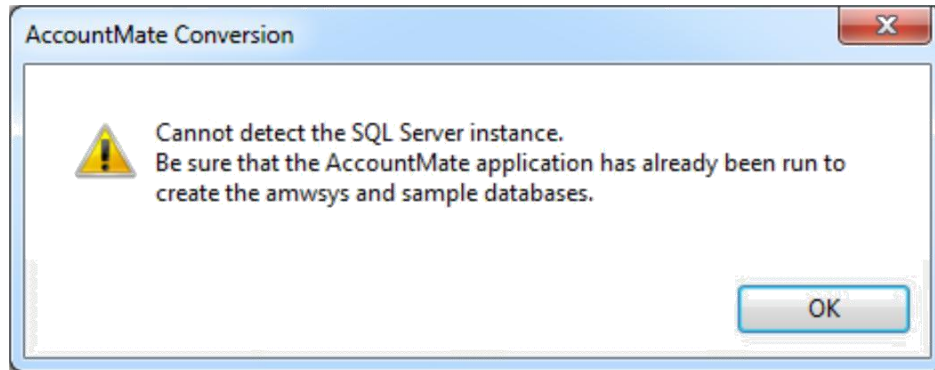 AccountMate Conversion
Cannot detect the SQL Server instance.
Be sure that the AccountMate application has already been run to
create the amwsys and sample databases.
OK